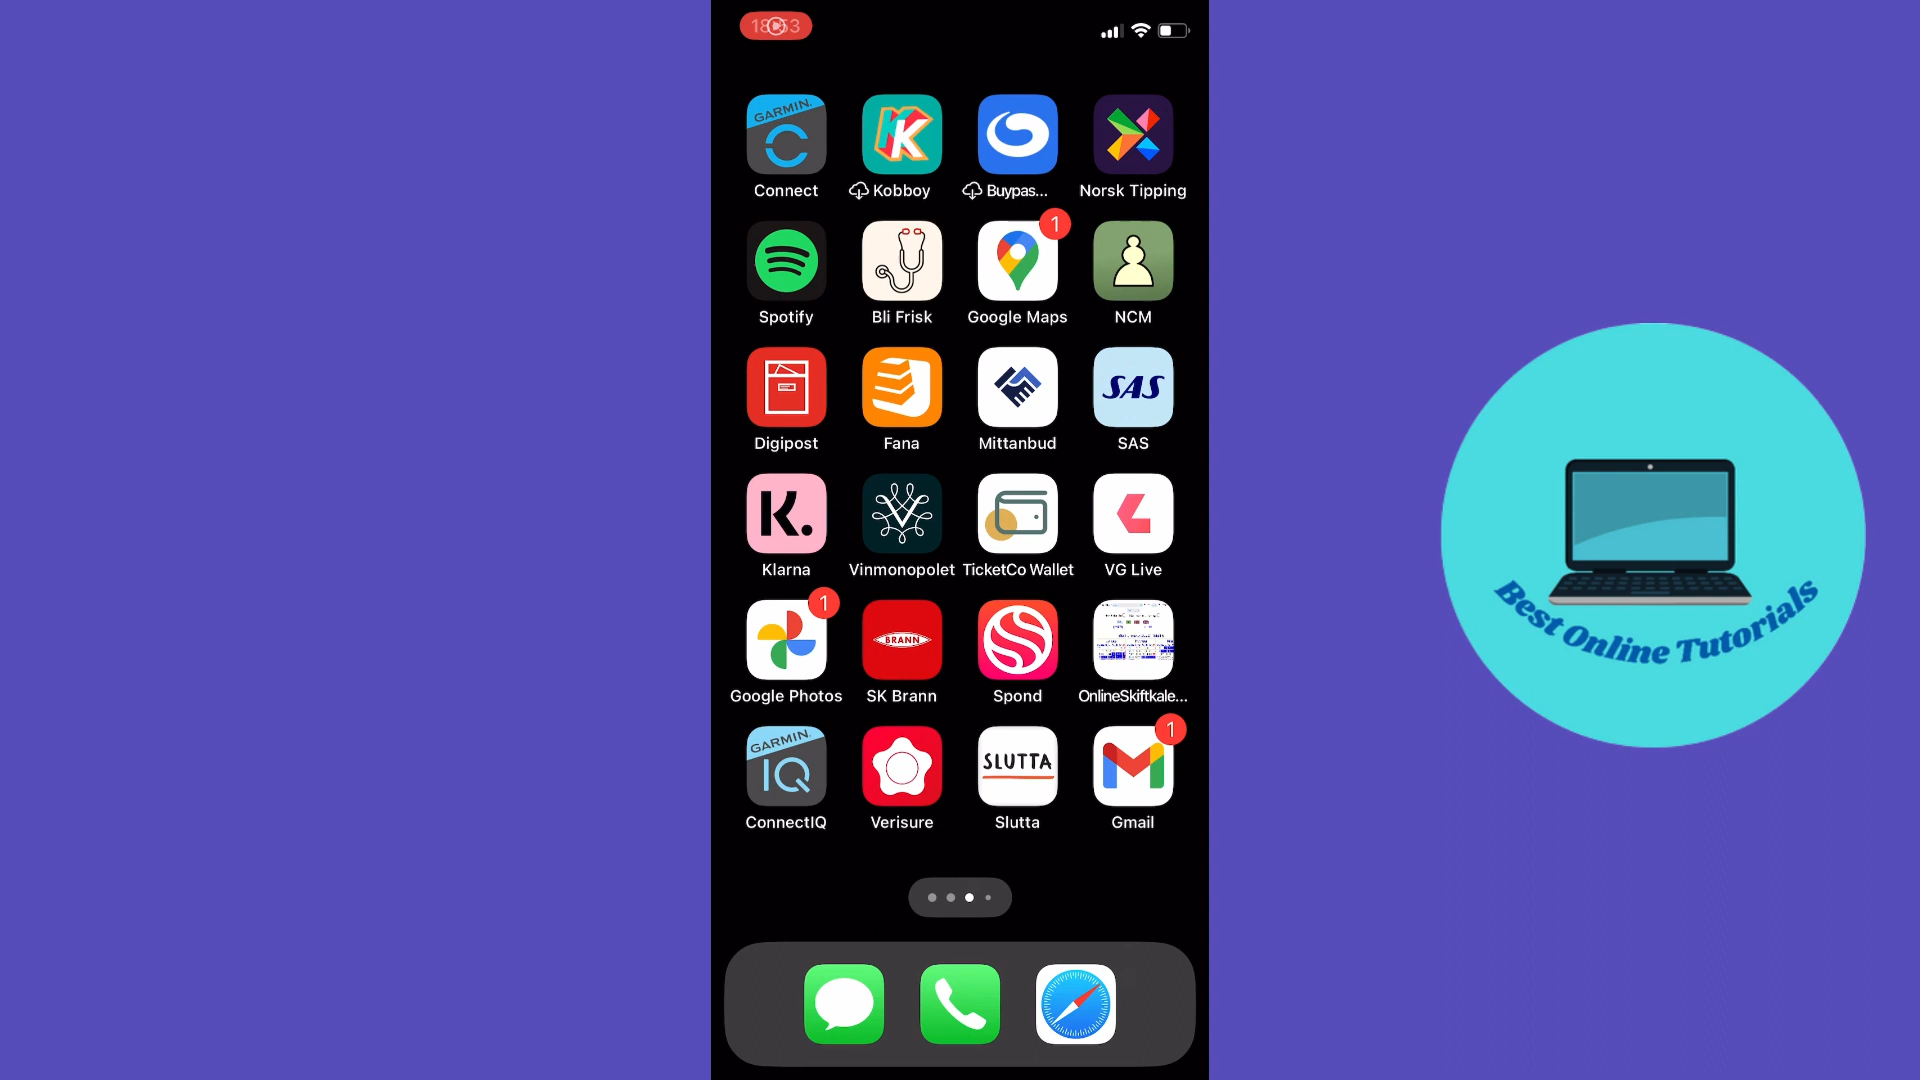 GARMIN.
Connect
Kobboy
Buypas...
Norsk Tipping
1
Spotify
Bli Frisk
Google Maps
NCM
SAS
Digipost
Fana
Mittanbud
SAS
K.
Klarna
Vinmonopolet
TicketCo Wallet
VG Live
1
BRANN
Google Photos
SK Brann
Spond
OnlineSkiftkale...
1
GARMIN.
IQ
SLUTTA
ConnectIQ
Verisure
Slutta
Gmail
Best Online Tutorials